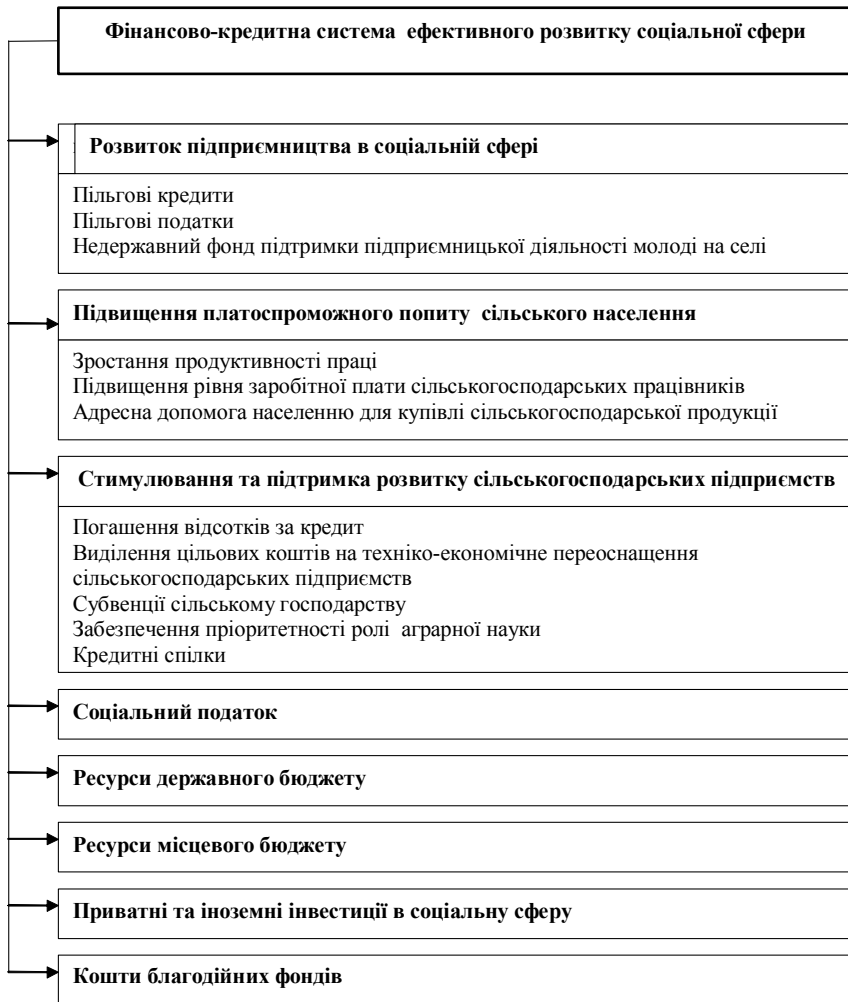 Фінансово-кредитна система ефективного розвитку соціальної сфери
Розвиток підприємництва в соціальній сфері
Пільгові кредити
Пільгові податки
Недержавний фонд підтримки підприємницької діяльності молоді на селі
Підвищення платоспроможного попиту сільського населення
Зростання продуктивності праці
Підвищення рівня заробітної плати сільськогосподарських працівників
Адресна допомога населенню для купівлі сільськогосподарської продукції
Стимулювання та підтримка розвитку сільськогосподарських підприємств
Погашення відсотків за кредит
Виділення цільових коштів на техніко-економічне переоснащення
сільськогосподарських підприємств
Субвенції сільському господарству
Забезпечення пріоритетності ролі аграрної науки
Кредитні спілки
Соціальний податок
Ресурси державного бюджету
Ресурси місцевого бюджету
Приватні та іноземні інвестиції в соціальну сферу
Кошти благодійних фондів